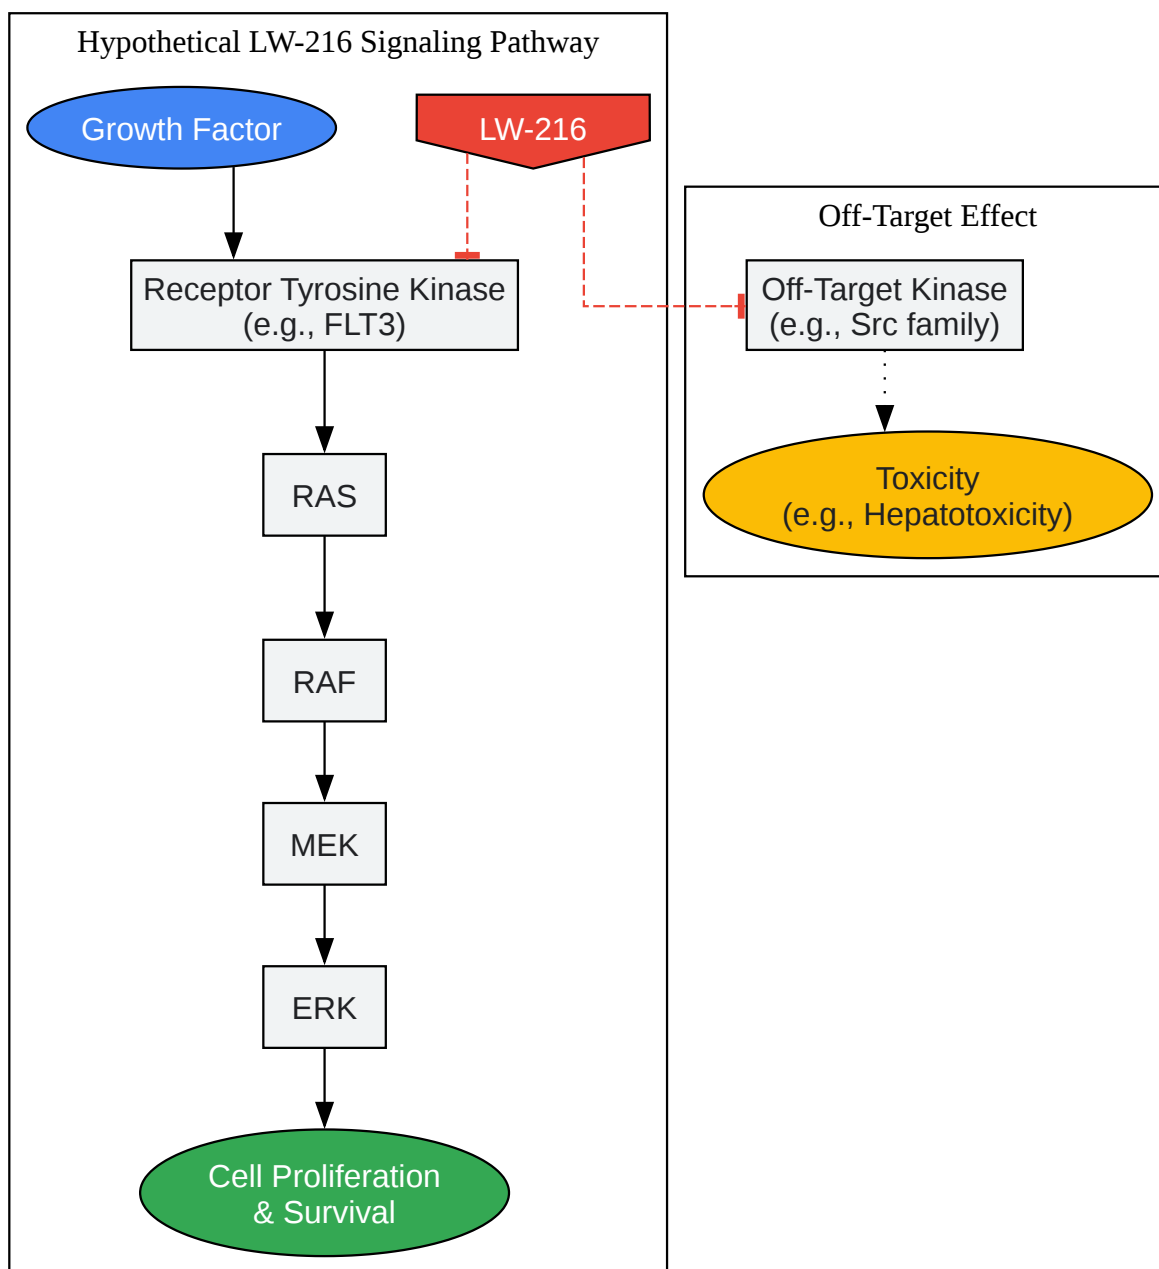 Hypothetical LW-216 Signaling Pathway
Growth Factor
LW-216
Receptor Tyrosine Kinase
(e.g., FLT3)
RAS
RAF
MEK
ERK
Cell Proliferation
& Survival
Off-Target Effect
Off-Target Kinase
(e.g., Src family)
Toxicity
(e.g., Hepatotoxicity)